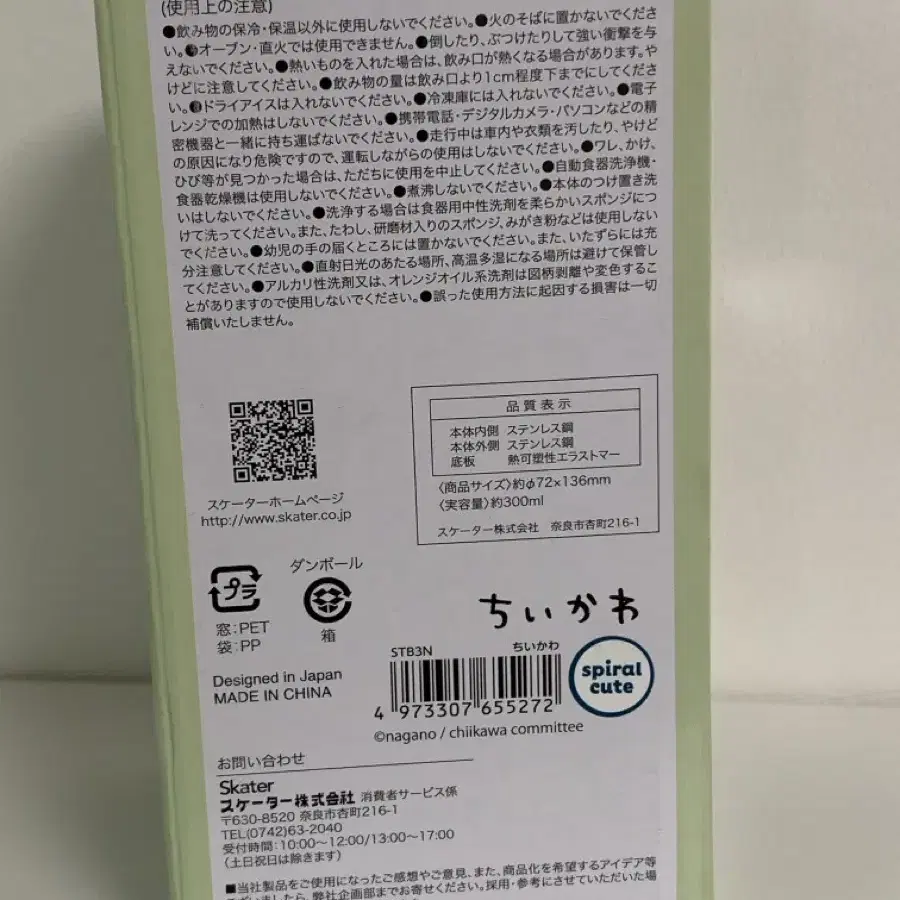 (使用上の注意)
●飲み物の保冷・保温以外に使用しないでください。●火のそばに置かないでくださ
い。●オーブン・直火では使用できません。●倒したり、ぶつけたりして強い衝撃を与
えないでください。●熱いものを入れた場合は、飲み口が熱くなる場合があります。や
けどに注意してください。●飲み物の量は飲み口より1cm程度下までにしてくださ
い。●ドライアイスは入れないでください。●冷凍庫には入れないでください。●電子
レンジでの加熱はしないでください。●携帯電話・デジタルカメラ・パソコンなどの精
密機器と一緒に持ち運ばないでください。●走行中は車内や衣類を汚したり、やけど
の原因になり危険ですので、運転しながらの使用はしないでください。●ワレ、かけ、
ひび等が見つかった場合は、ただちに使用を中止してください。●自動食器洗浄機・
食器乾燥機は使用しないでください。●煮沸しないでください。●本体のつけ置き洗
いはしないでください。●洗浄する場合は食器用中性洗剤を柔らかいスポンジにつ
けて洗ってください。また、たわし、研磨材入りのスポンジ、みがき粉などは使用しない
でください。●幼児の手の届くところには置かないでください。また、いたずらには充
分注意してください。●直射日光のあたる場所、高温多湿になる場所は避けて保管し
てください。●アルカリ性洗剤又は、オレンジオイル系洗剤は図柄剥離や変色するこ
とがありますので使用しないでください。●誤った使用方法に起因する損害は一切
補償いたしません。
品質表示
本体内側 ステンレス鋼
本体外側 ステンレス鋼
底板 熱可塑性エラストマー
〈商品サイズ〉約φ72×136mm
〈実容量〉約300ml
スケーター株式会社 奈良市杏町216-1
スケーターホームページ
http://www.skater.co.jp
プラ
窓:PET
袋:PP
ダンボール
箱
Designed in Japan
MADE IN CHINA
ちいかわ
STB3N ちいかわ
4 973307 655272
spiral
cute
©nagano / chiikawa committee
お問い合わせ
Skater
スケーター株式会社 消費者サービス係
〒630-8520 奈良市杏町216-1
TEL(0742)63-2040
受付時間:10:00~12:00/13:00~17:00
(土日祝日は除きます)
■当社製品をご使用になったご感想やご意見、また、商品化を希望するアイデア等
ございましたら、弊社企画部までお寄せください。採用・参考にさせていただいた場